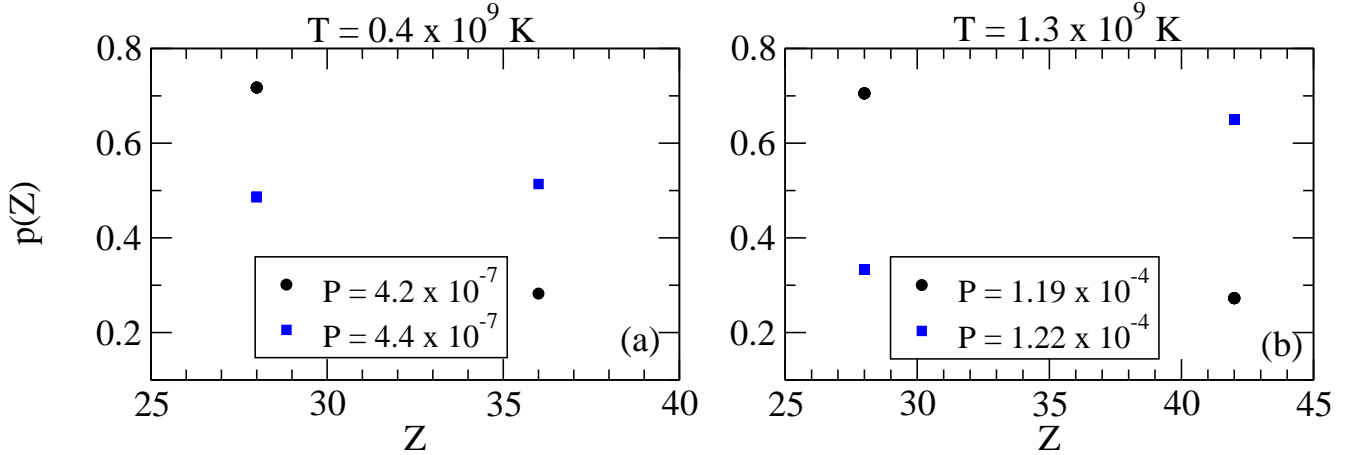 T = 0.4 x 10^9 K
0.8
0.6
0.4
0.2
p(Z)
P = 4.2 x 10^-7
P = 4.4 x 10^-7
(a)
25 30 35 40
Z
T = 1.3 x 10^9 K
0.8
0.6
0.4
0.2
P = 1.19 x 10^-4
P = 1.22 x 10^-4
(b)
25 30 35 40 45
Z